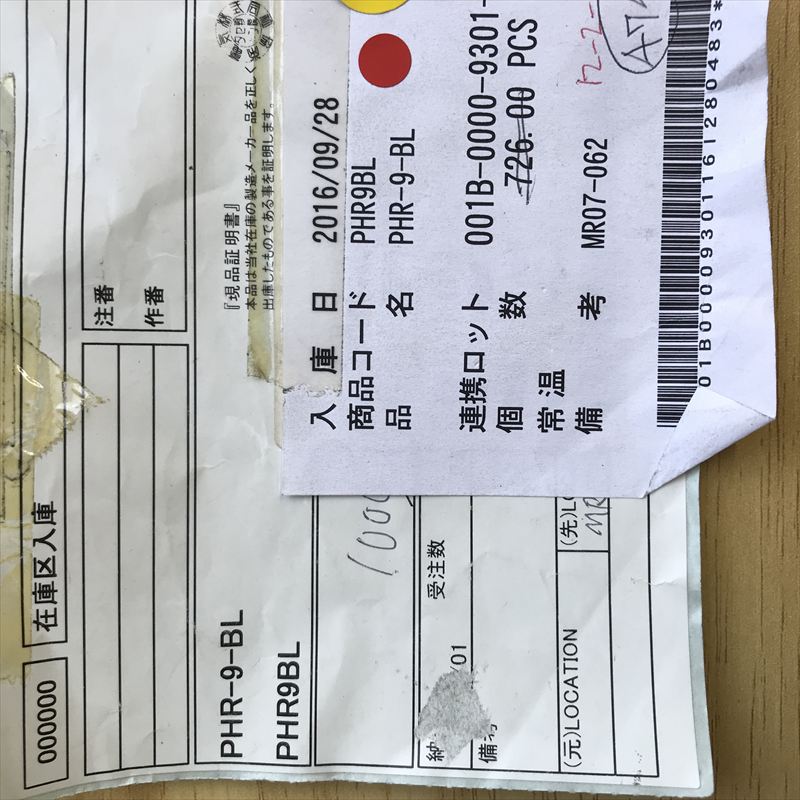 000000
在庫区入庫
注番
作番
PHR-9-BL
PHR9BL
『現品証明書』
本品は当社在庫の製造メーカー品を正しく
出庫したものである事を証明します。
1000
受注数
納
/01
備
(元)LOCATION
(先)LO
MR
入庫日 2016/09/28
商品コード PHR9BL
品名 PHR-9-BL
連携ロット 001B-0000-9301-
個数 726.00 PCS
常温
備考 MR07-062
01B00000930116I280483*